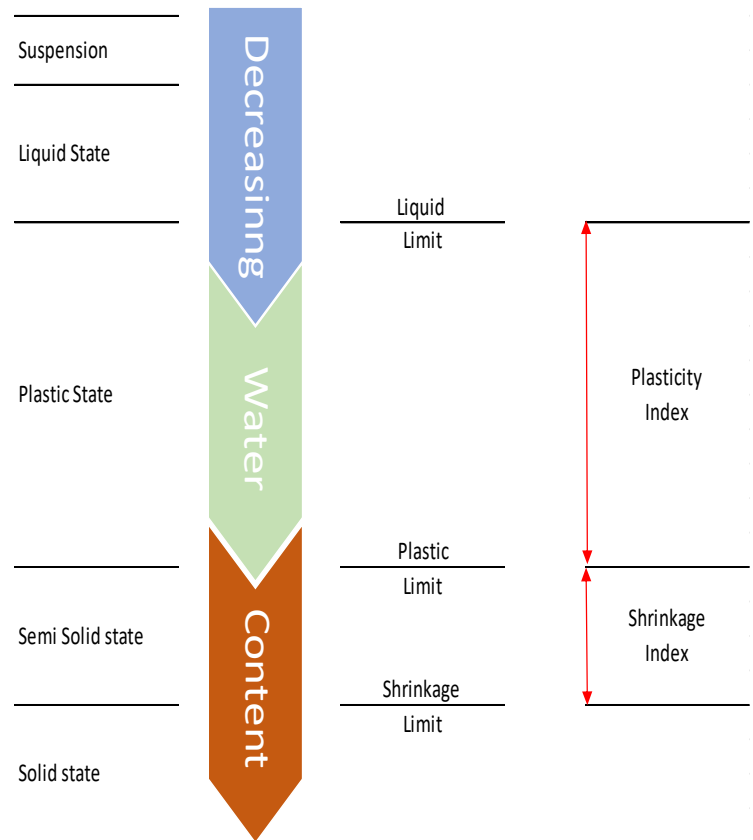 Suspension
Liquid State
Plastic State
Semi Solid state
Solid state
Decreasinng
Water
Content
Liquid
Limit
Plastic
Limit
Shrinkage
Limit
Plasticity
Index
Shrinkage
Index